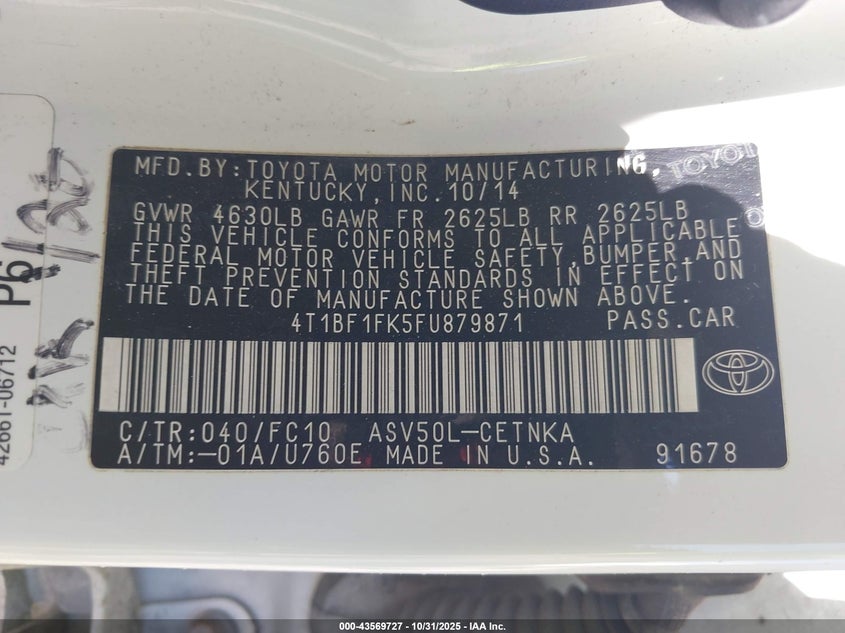 MFD.BY:TOYOTA MOTOR MANUFACTURING,
KENTUCKY,INC.10/14
GVWR 4630LB GAWR FR 2625LB RR 2625LB
THIS VEHICLE CONFORMS TO ALL APPLICABLE
FEDERAL MOTOR VEHICLE SAFETY,BUMPER,AND
THEFT PREVENTION STANDARDS IN EFFECT ON
THE DATE OF MANUFACTURE SHOWN ABOVE.
4T1BF1FK5FU879871 PASS.CAR
C/TR:040/FC10 ASV50L-CETNKA
A/TM:-01A/U760E MADE IN U.S.A. 91678
TOYOTA
42661-06712
P6
000-43569727 - 10/31/2025 - IAA Inc.